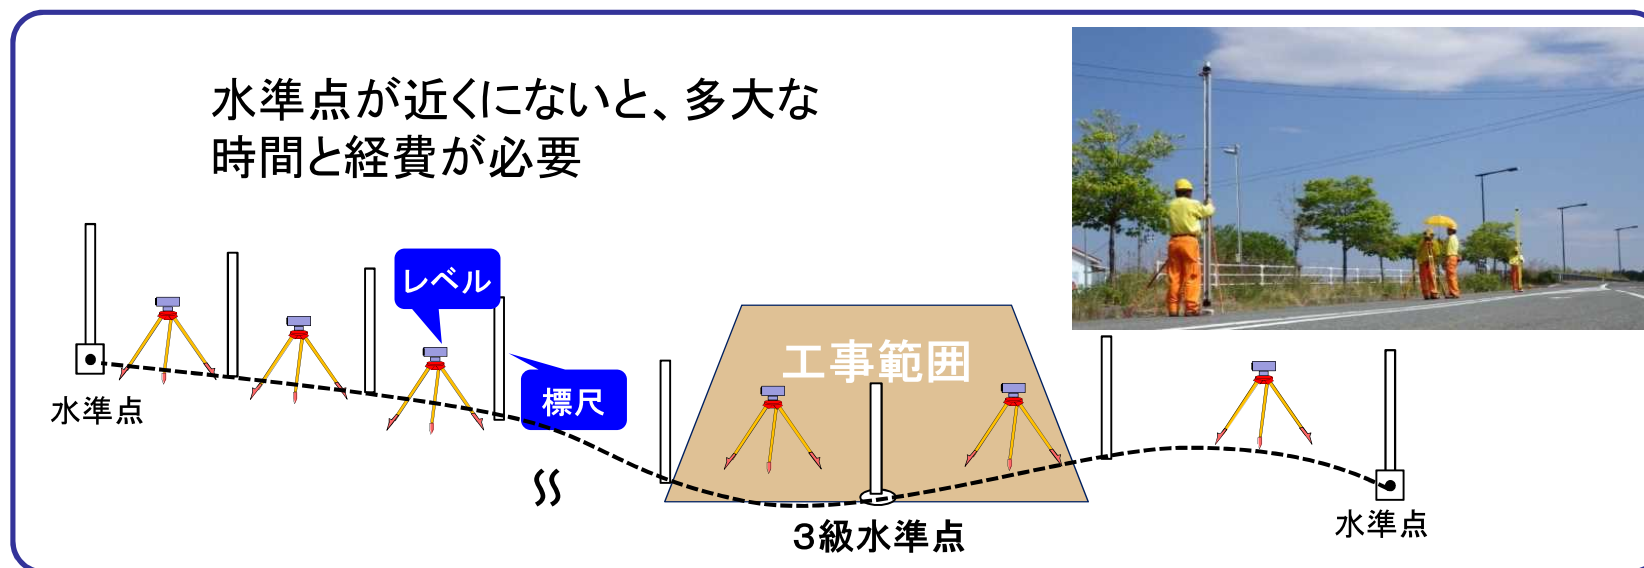 水準点が近くにないと、多大な
時間と経費が必要
レベル
標尺
工事範囲
水準点
３級水準点
水準点